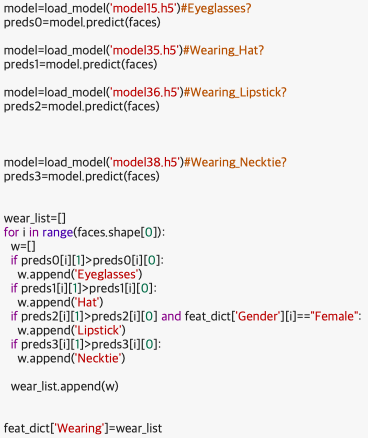 model=load_model('model15.h5')#Eyeglasses?
preds0=model.predict(faces)
model=load_model('model35.h5')#Wearing_Hat?
preds1=model.predict(faces)
model=load_model('model36.h5')#Wearing_Lipstick?
preds2=model.predict(faces)
model=load_model('model38.h5')#Wearing_Necktie?
preds3=model.predict(faces)
wear_list=[]
for i in range(faces.shape[0]):
  w=[]
  if preds0[i][1]>preds0[i][0]:
    w.append('Eyeglasses')
  if preds1[i][1]>preds1[i][0]:
    w.append('Hat')
  if preds2[i][1]>preds2[i][0] and feat_dict['Gender'][i]=="Female":
    w.append('Lipstick')
  if preds3[i][1]>preds3[i][0]:
    w.append('Necktie')
  wear_list.append(w)
feat_dict['Wearing']=wear_list